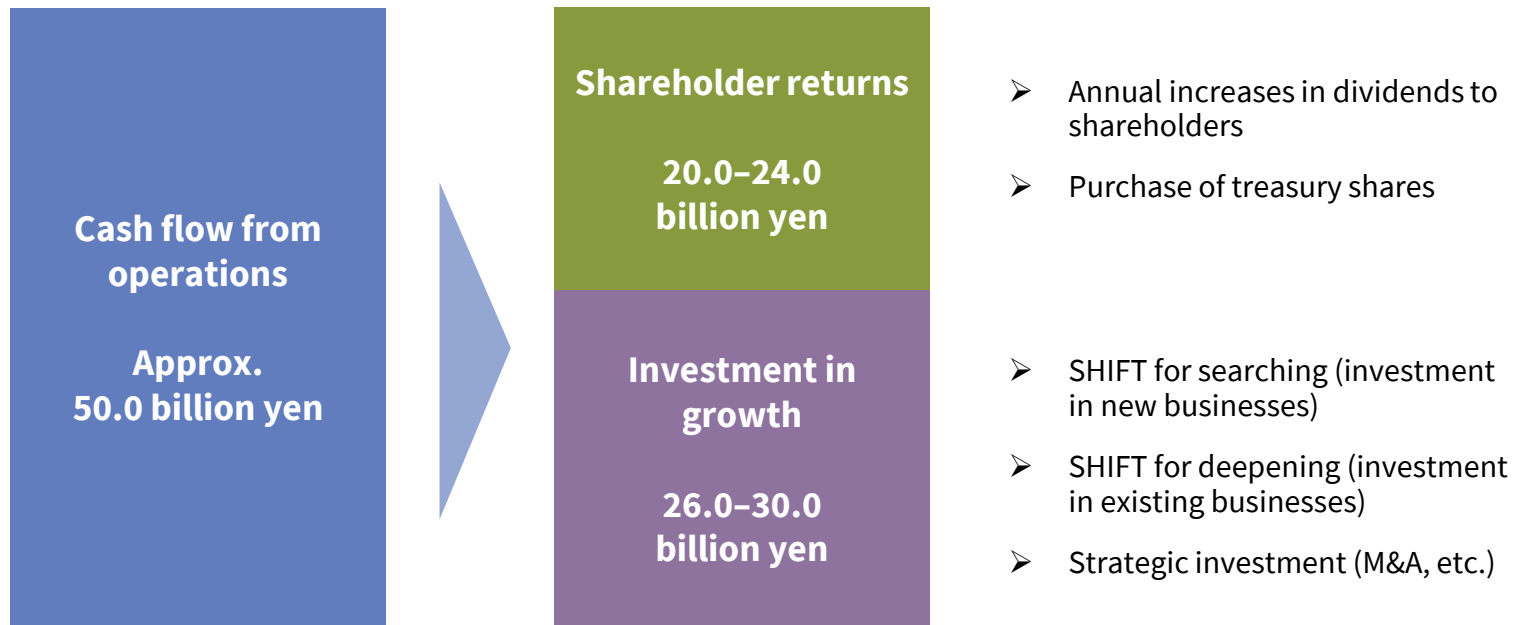 Cash flow from
operations
Approx.
50.0 billion yen
Shareholder returns
20.0–24.0
billion yen
Investment in
growth
26.0–30.0
billion yen
➢ Annual increases in dividends to
shareholders
➢ Purchase of treasury shares
➢ SHIFT for searching (investment
in new businesses)
➢ SHIFT for deepening (investment
in existing businesses)
➢ Strategic investment (M&A, etc.)